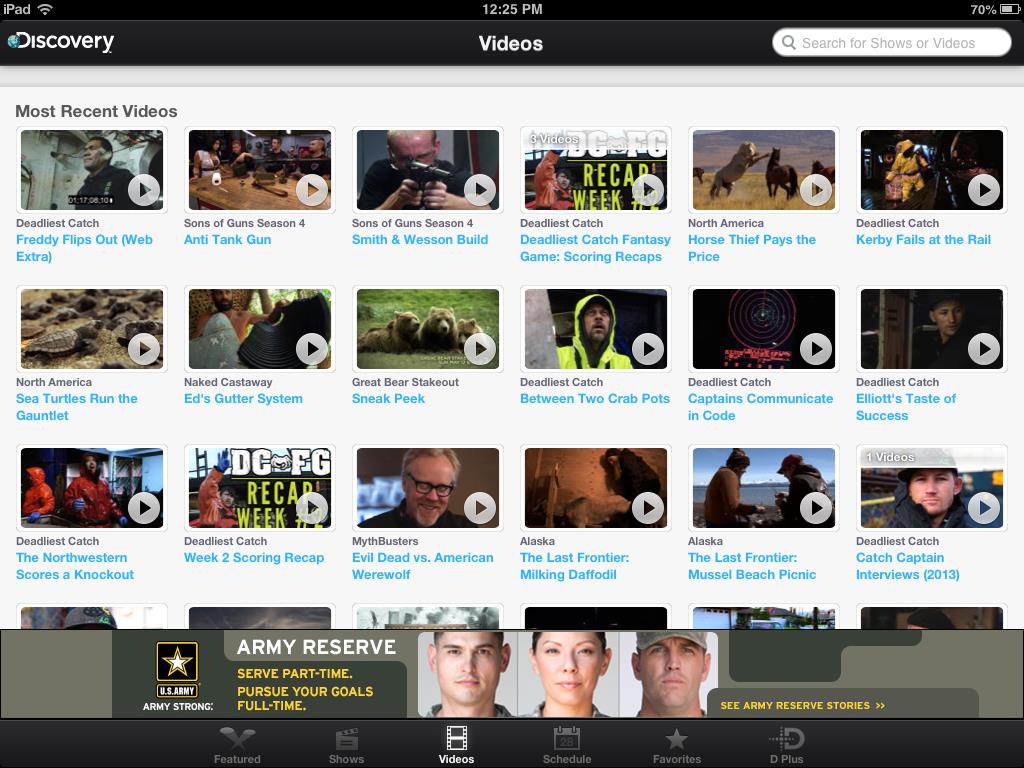 iPad
12:25 PM
70%
Discovery
Videos
Search for Shows or Videos
Most Recent Videos
01;17;08;10
3 Videos
DC FG
RECAP
WEEK #2
Deadliest Catch
Sons of Guns Season 4
Sons of Guns Season 4
Deadliest Catch
North America
Deadliest Catch
Freddy Flips Out (Web
Extra)
Anti Tank Gun
Smith & Wesson Build
Deadliest Catch Fantasy
Game: Scoring Recaps
Horse Thief Pays the
Price
Kerby Fails at the Rail
North America
Naked Castaway
Great Bear Stakeout
Deadliest Catch
Deadliest Catch
Deadliest Catch
Sea Turtles Run the
Gauntlet
Ed's Gutter System
Sneak Peek
Between Two Crab Pots
Captains Communicate
in Code
Elliott's Taste of
Success
DC FG
RECAP
WEEK #2
1 Videos
Deadliest Catch
Deadliest Catch
MythBusters
Alaska
Alaska
Deadliest Catch
The Northwestern
Scores a Knockout
Week 2 Scoring Recap
Evil Dead vs. American
Werewolf
The Last Frontier:
Milking Daffodil
The Last Frontier:
Mussel Beach Picnic
Catch Captain
Interviews (2013)
U.S.ARMY
ARMY STRONG.
ARMY RESERVE
SERVE PART-TIME.
PURSUE YOUR GOALS
FULL-TIME.
SEE ARMY RESERVE STORIES >>
28
Featured
Shows
Videos
Schedule
Favorites
D Plus